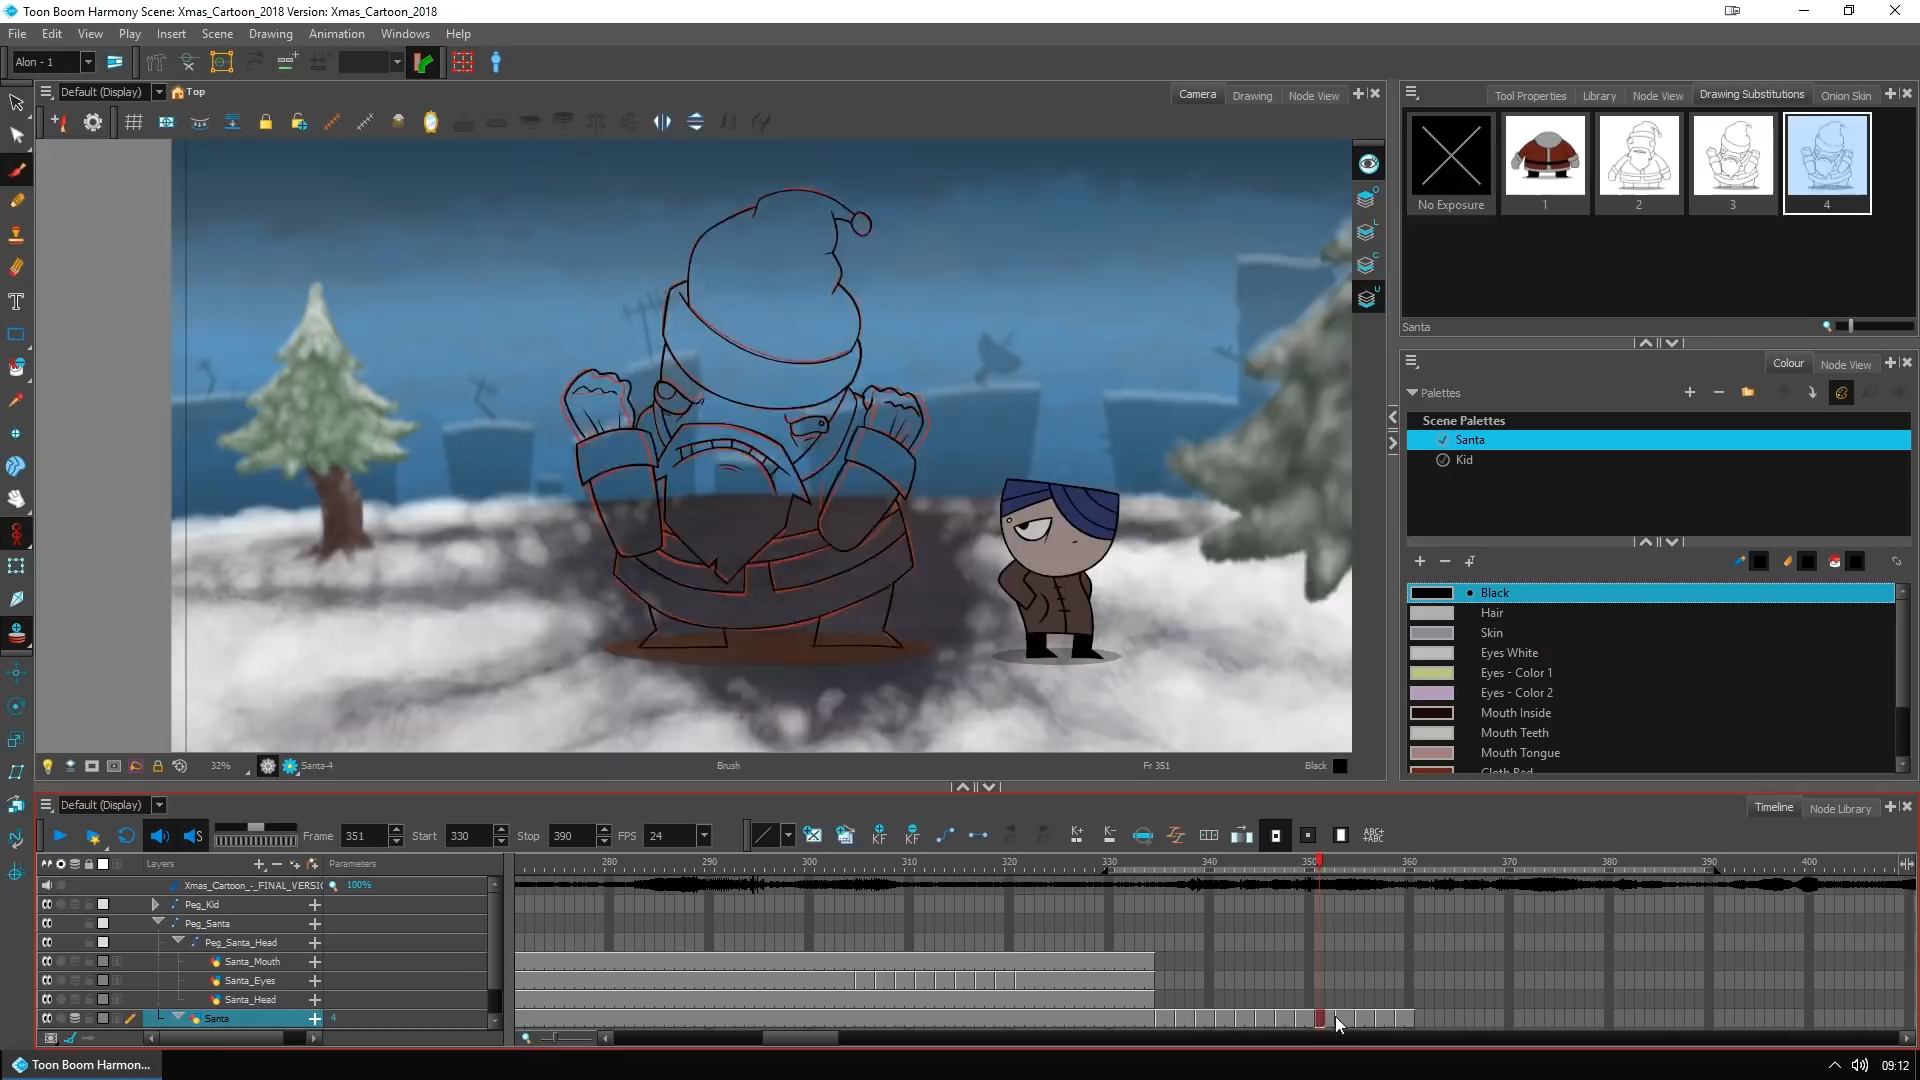 Toon Boom Harmony Scene: Xmas_Cartoon_2018 Version: Xmas_Cartoon_2018
File Edit View Play Insert Scene Drawing Animation Windows Help
Alon - 1
Default (Display) Top Camera Drawing Node View
Tool Properties Library Node View Drawing Substitutions Onion Skin
No Exposure 1 2 3 4
Santa
Colour Node View
Palettes
Scene Palettes
Santa
Kid
Black
Hair
Skin
Eyes White
Eyes - Color 1
Eyes - Color 2
Mouth Inside
Mouth Teeth
Mouth Tongue
Cloth Red
32% Santa-4 Brush Fr 351 Black
Default (Display) Timeline Node Library
Frame 351 Start 330 Stop 390 FPS 24
Layers Parameters 280 290 300 310 320 330 340 350 360 370 380 390 400
Xmas_Cartoon_-_FINAL_VERSIO 100%
Peg_Kid
Peg_Santa
Peg_Santa_Head
Santa_Mouth
Santa_Eyes
Santa_Head
Santa 4
Toon Boom Harmon... 09:12